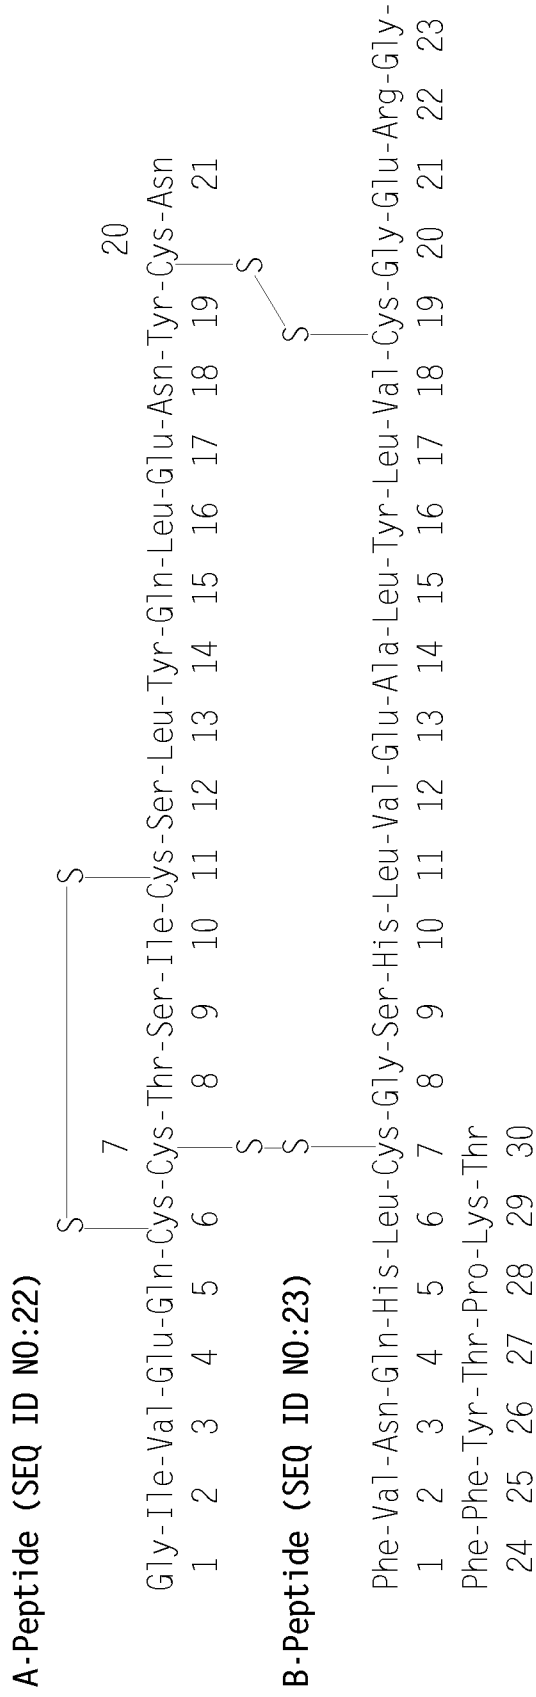 A-Peptide (SEQ ID NO:22)
S S
7 20
Gly-Ile-Val-Glu-Gln-Cys-Cys-Thr-Ser-Ile-Cys-Ser-Leu-Tyr-Gln-Leu-Glu-Asn-Tyr-Cys-Asn
1 2 3 4 5 6 8 9 10 11 12 13 14 15 16 17 18 19 21
S S
B-Peptide (SEQ ID NO:23)
S S
Phe-Val-Asn-Gln-His-Leu-Cys-Gly-Ser-His-Leu-Val-Glu-Ala-Leu-Tyr-Leu-Val-Cys-Gly-Glu-Arg-Gly-
1 2 3 4 5 6 7 8 9 10 11 12 13 14 15 16 17 18 19 20 21 22 23
Phe-Phe-Tyr-Thr-Pro-Lys-Thr
24 25 26 27 28 29 30